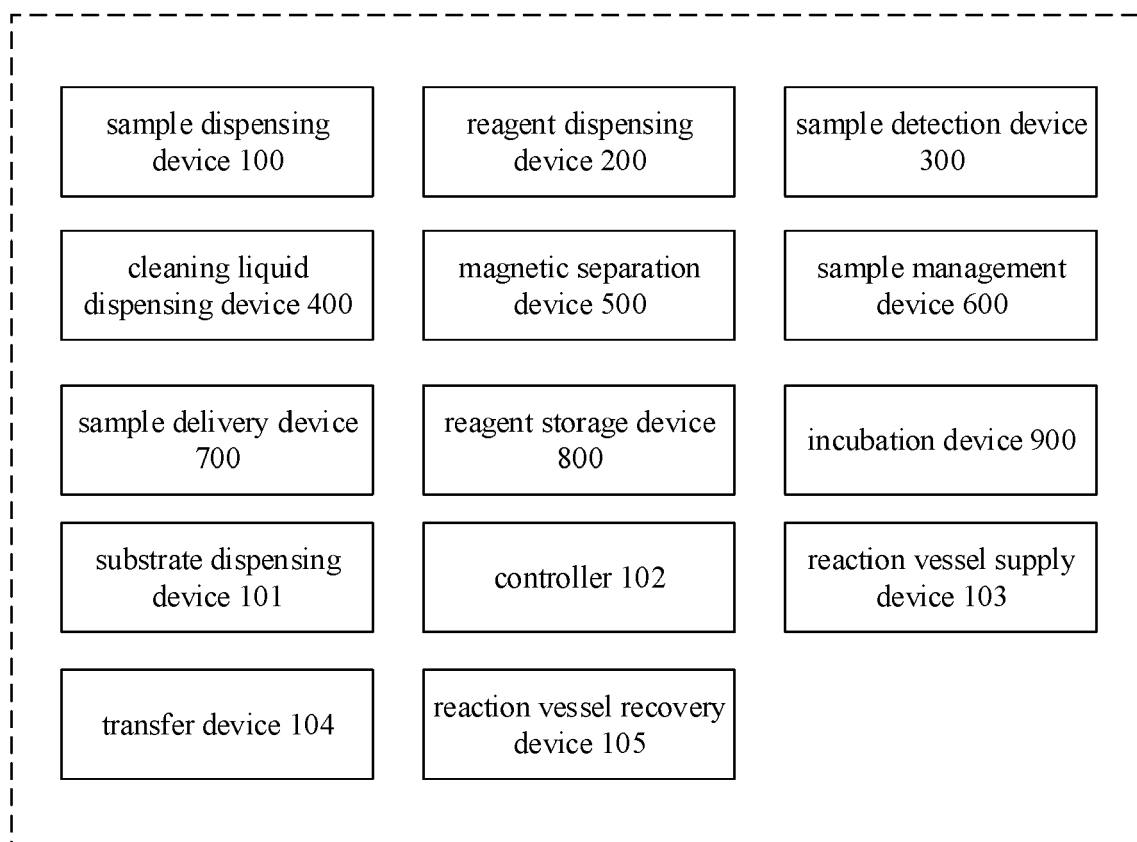 sample dispensing
device 100
reagent dispensing
device 200
sample detection device
300
cleaning liquid
dispensing device 400
magnetic separation
device 500
sample management
device 600
sample delivery device
700
reagent storage device
800
incubation device 900
substrate dispensing
device 101
controller 102
reaction vessel supply
device 103
transfer device 104
reaction vessel recovery
device 105